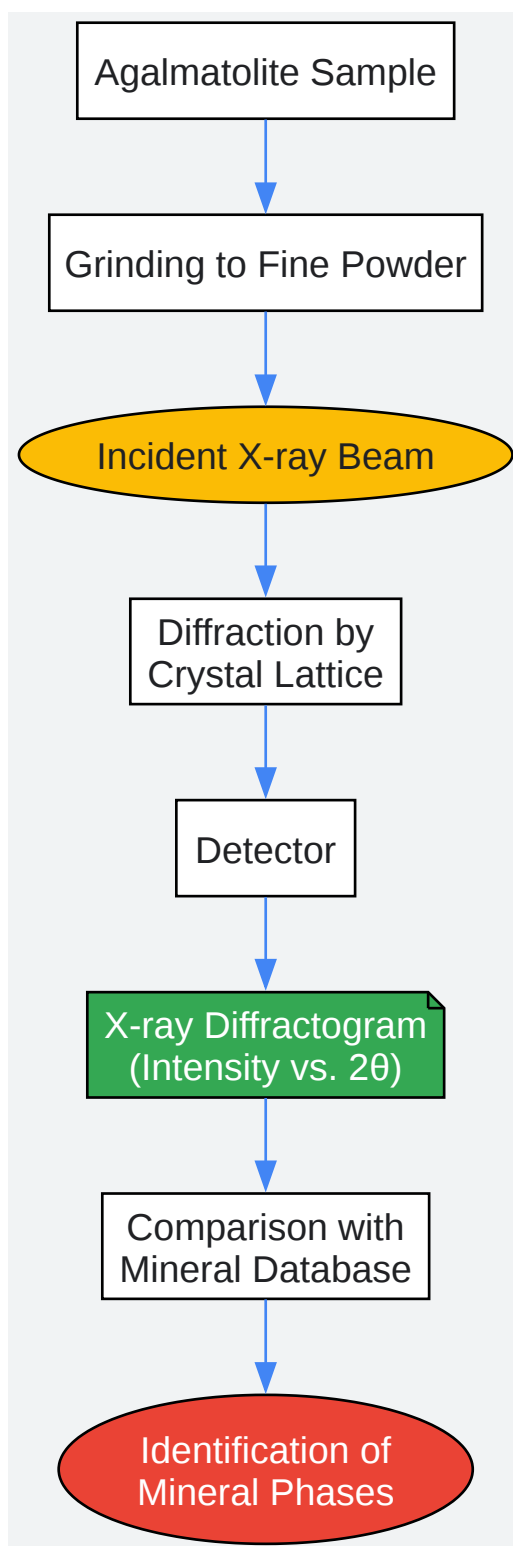 Agalmatolite Sample
Grinding to Fine Powder
Incident X-ray Beam
Diffraction by
Crystal Lattice
Detector
X-ray Diffractogram
(Intensity vs. 2θ)
Comparison with
Mineral Database
Identification of
Mineral Phases